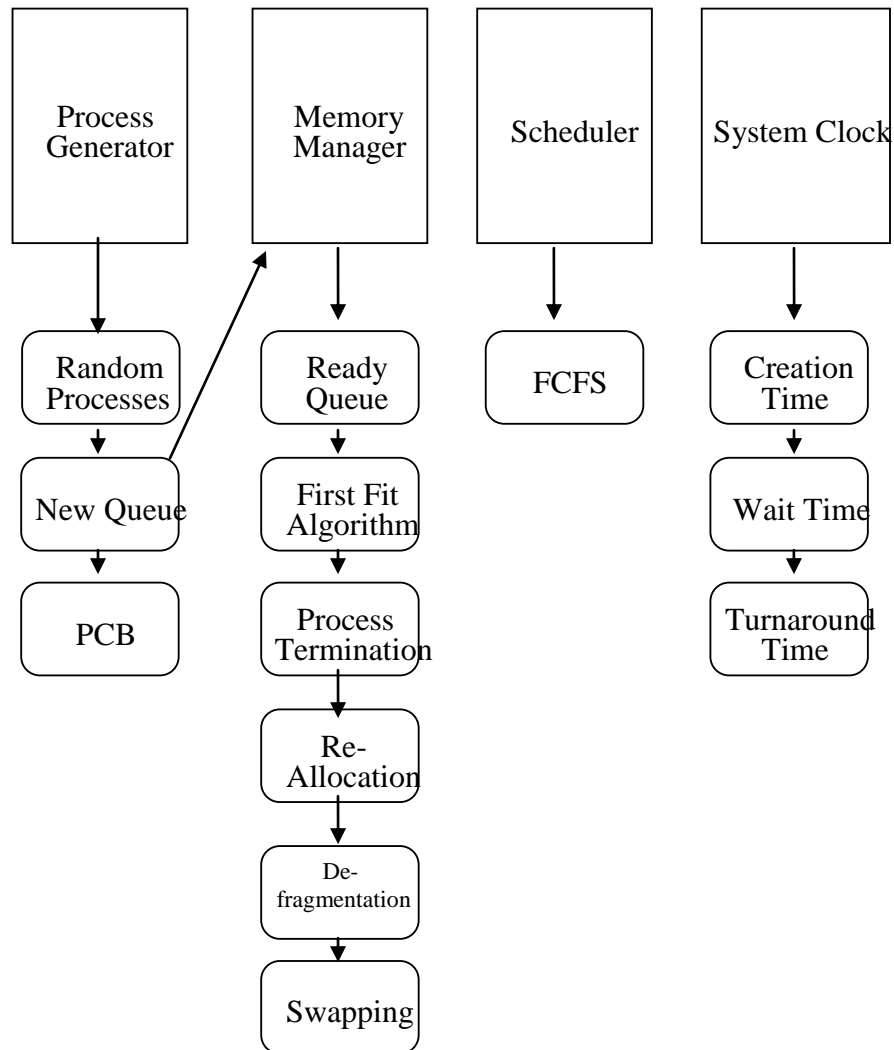 Process
Generator
Memory
Manager
Scheduler
System Clock
Random
Processes
Ready
Queue
FCFS
Creation
Time
New Queue
First Fit
Algorithm
Wait Time
PCB
Process
Termination
Turnaround
Time
Re-
Allocation
De-
fragmentation
Swapping